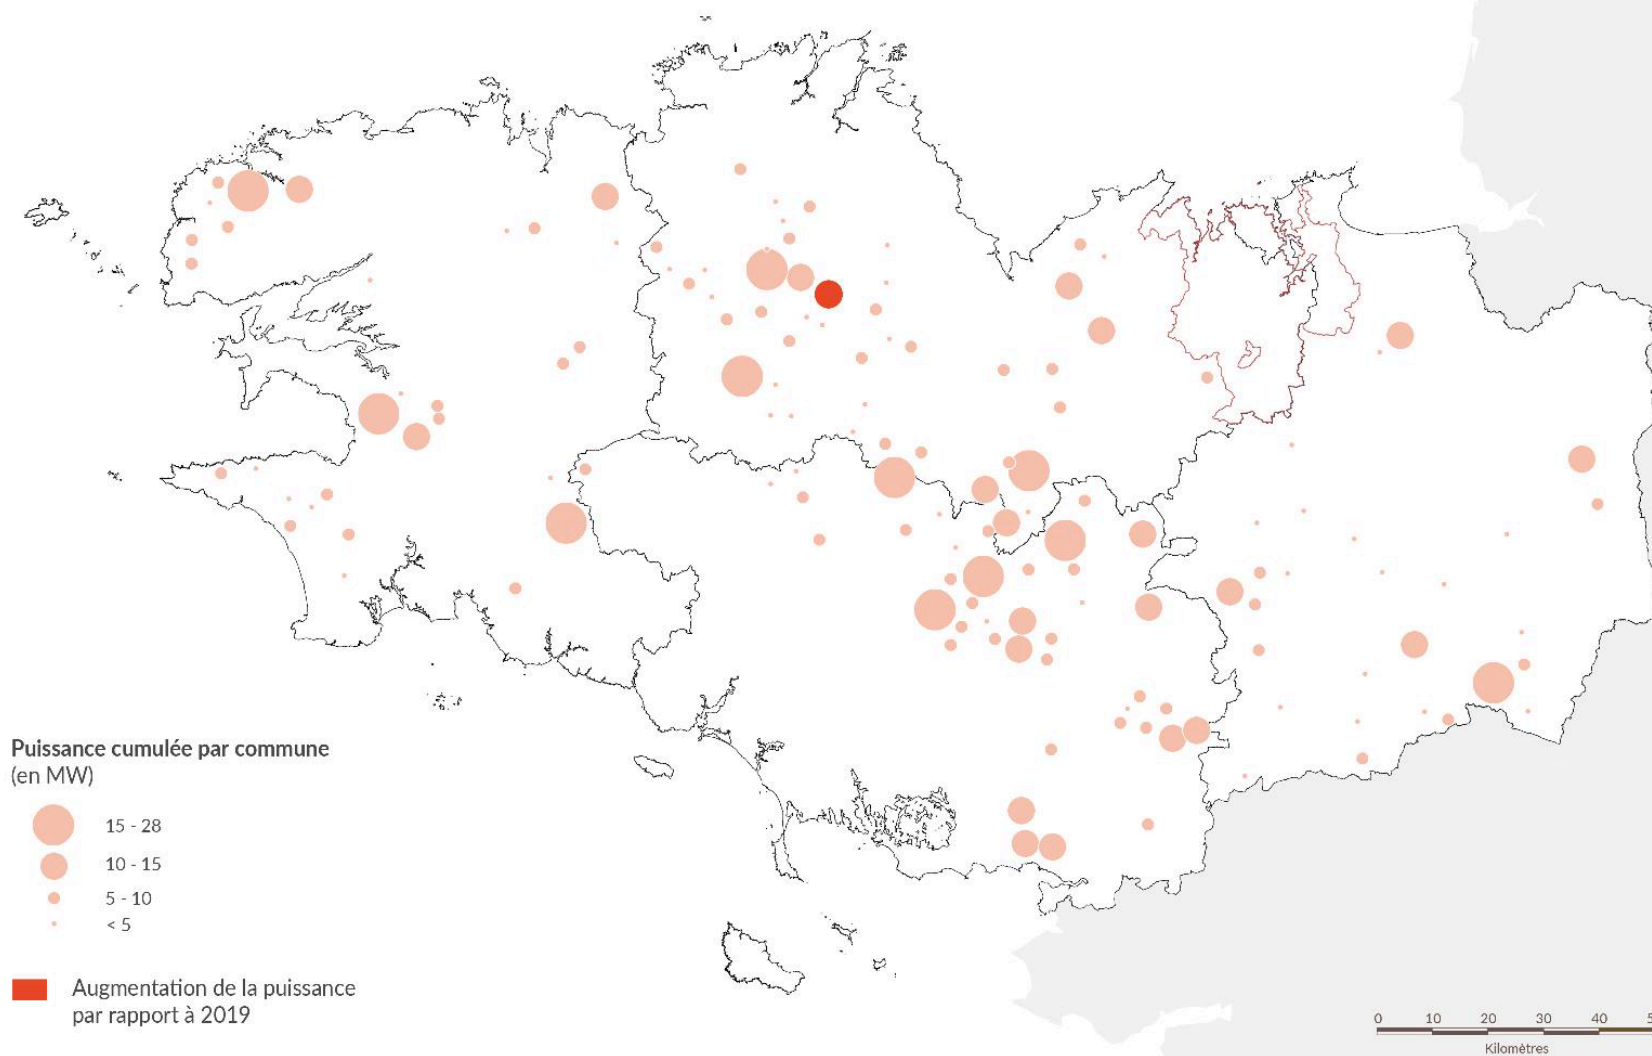 Puissance cumulée par commune
(en MW)
15 - 28
10 - 15
5 - 10
< 5
Augmentation de la puissance
par rapport à 2019
0 10 20 30 40 5
Kilomètres